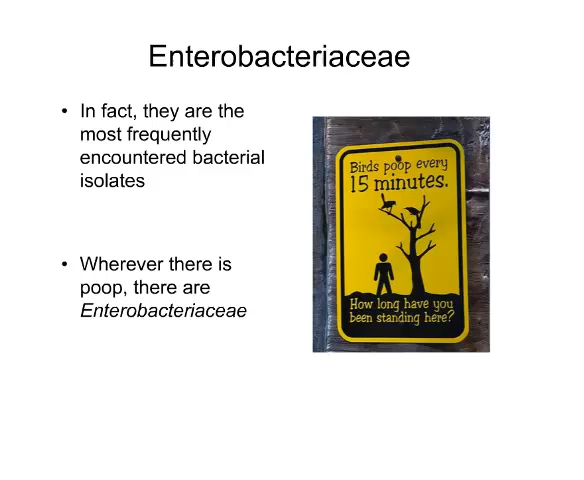 Enterobacteriaceae
• In fact, they are the
most frequently
encountered bacterial
isolates
• Wherever there is
poop, there are
Enterobacteriaceae
Birds poop every
15 minutes.
How long have you
been standing here?